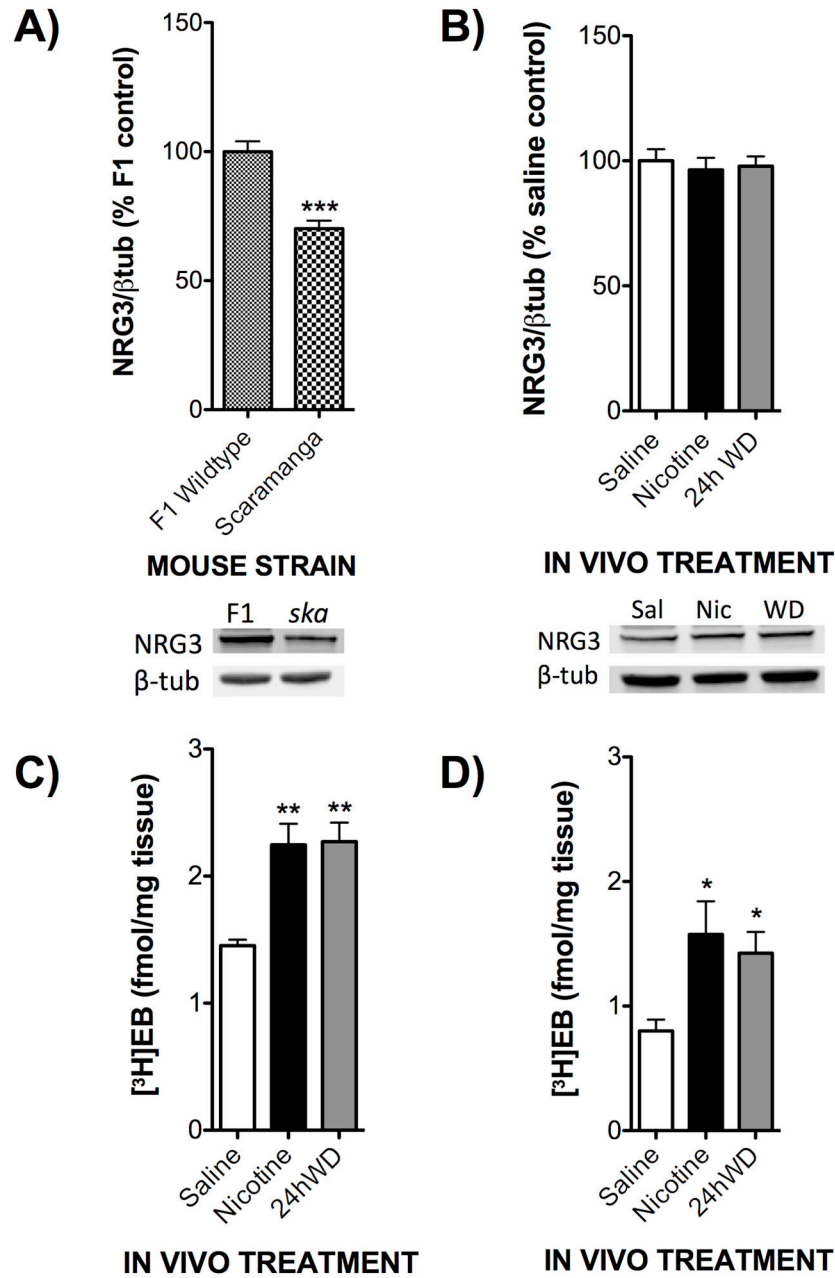 A)
NRG3/βtub (% F1 control)
150
100
50
0
***
F1 Wildtype
Scaramanga
MOUSE STRAIN
F1 ska
NRG3
β-tub
B)
NRG3/βtub (% saline control)
150
100
50
0
Saline
Nicotine
24h WD
IN VIVO TREATMENT
Sal Nic WD
NRG3
β-tub
C)
[³H]EB (fmol/mg tissue)
3
2
1
0
** **
Saline
Nicotine
24hWD
IN VIVO TREATMENT
D)
[³H]EB (fmol/mg tissue)
3
2
1
0
* *
Saline
Nicotine
24hWD
IN VIVO TREATMENT